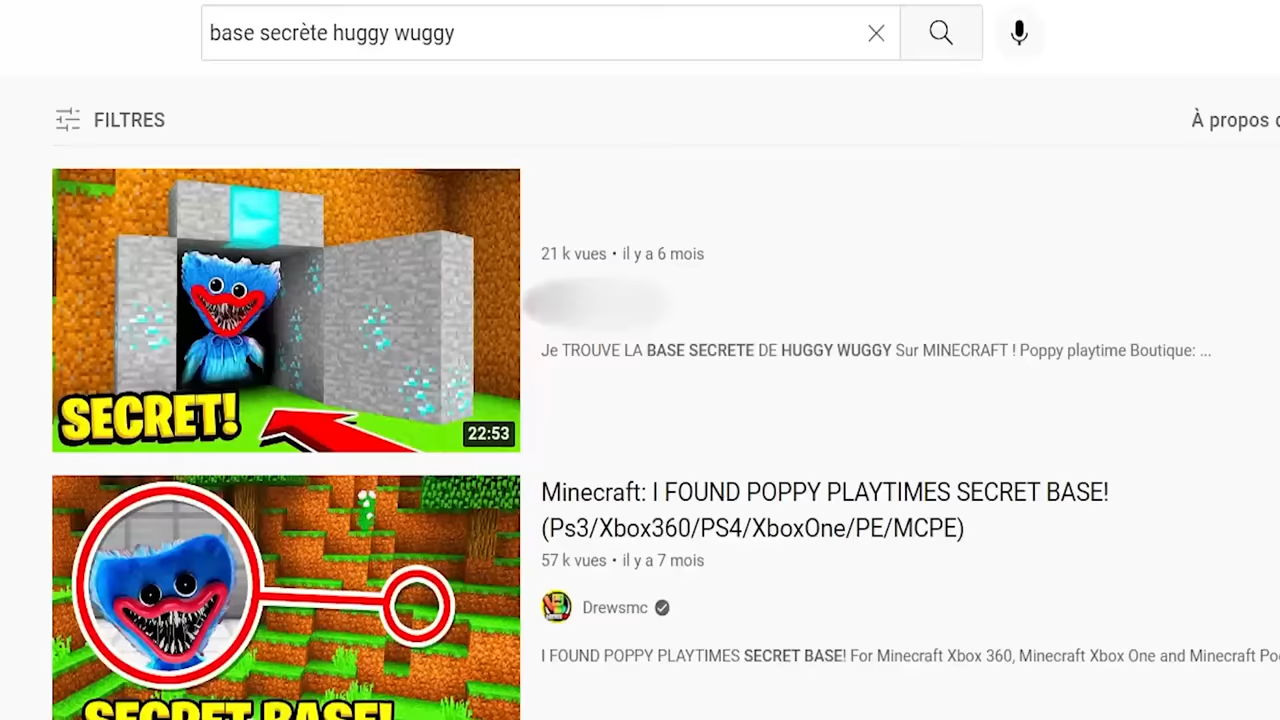 base secrète huggy wuggy
FILTRES
À propos
SECRET!
22:53
21 k vues • il y a 6 mois
Je TROUVE LA BASE SECRETE DE HUGGY WUGGY Sur MINECRAFT ! Poppy playtime Boutique: ...
Minecraft: I FOUND POPPY PLAYTIMES SECRET BASE!
(Ps3/Xbox360/PS4/XboxOne/PE/MCPE)
57 k vues • il y a 7 mois
Drewsmc
I FOUND POPPY PLAYTIMES SECRET BASE! For Minecraft Xbox 360, Minecraft Xbox One and Minecraft
SECRET BASE!